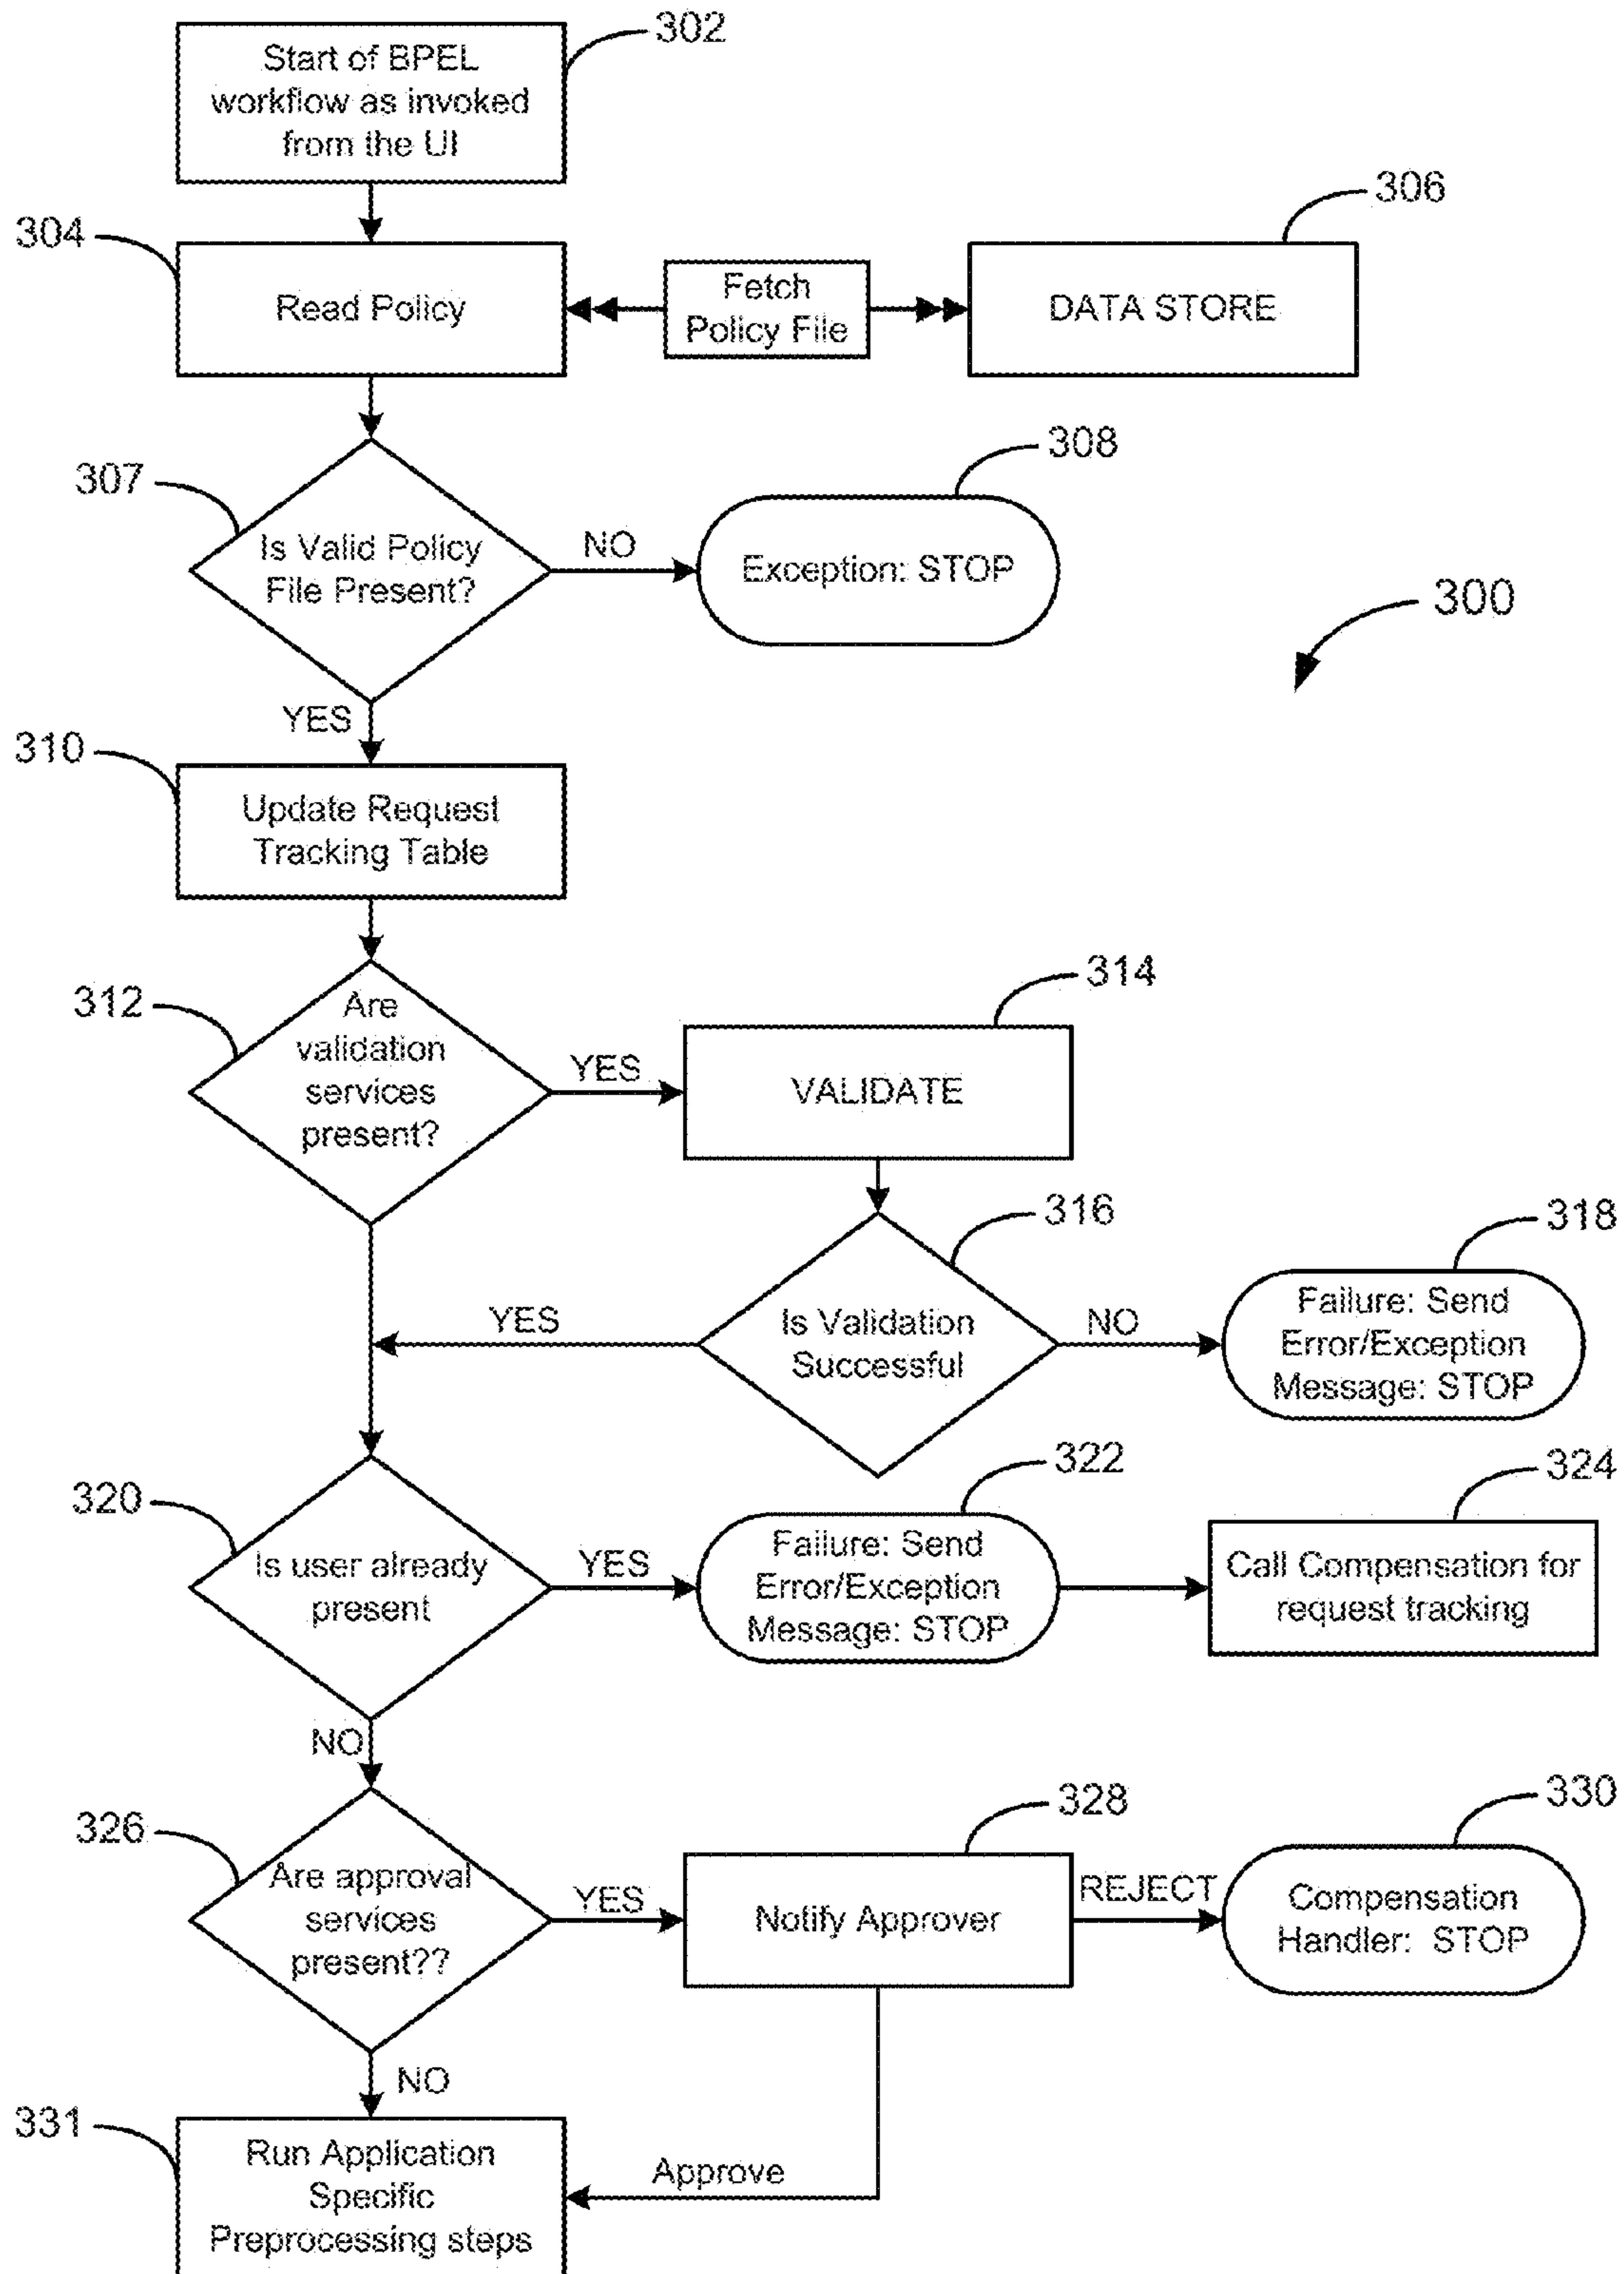 302
Start of BPEL
workflow as invoked
from the UI
306
304
Read Policy
Fetch
Policy File
DATA STORE
308
307
Is Valid Policy
File Present?
NO
Exception: STOP
300
YES
310
Update Request
Tracking Table
314
312
Are
validation
services
present?
YES
VALIDATE
316
318
YES
Is Validation
Successful
NO
Failure: Send
Error/Exception
Message: STOP
322
324
320
Is user already
present
YES
Failure: Send
Error/Exception
Message: STOP
Call Compensation for
request tracking
NO
328
330
326
Are approval
services
present??
YES
Notify Approver
REJECT
Compensation
Handler: STOP
NO
331
Run Application
Specific
Preprocessing steps
Approve